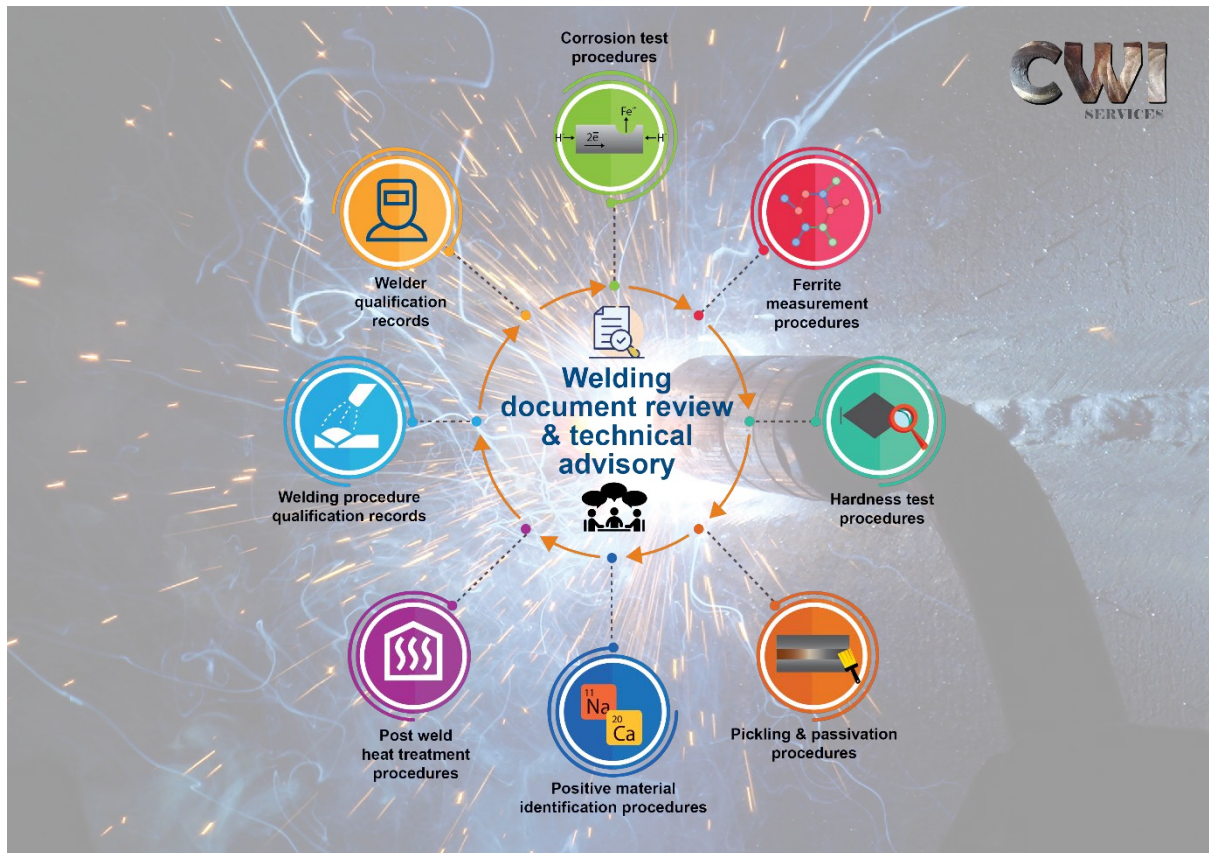 CWI
SERVICES
Corrosion test
procedures
Fe⁺⁺
H→
2e̅
←H
Ferrite
measurement
procedures
Hardness test
procedures
Pickling & passivation
procedures
11
Na
20
Ca
Positive material
identification procedures
Post weld
heat treatment
procedures
Welding procedure
qualification records
Welder
qualification
records
Welding
document review
& technical
advisory